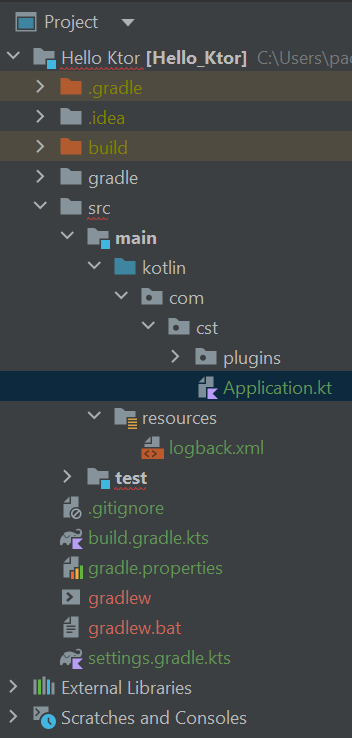 Project
Hello Ktor [Hello_Ktor] C:\Users\pac
.gradle
.idea
build
gradle
src
main
kotlin
com
cst
plugins
Application.kt
resources
logback.xml
test
.gitignore
build.gradle.kts
gradle.properties
gradlew
gradlew.bat
settings.gradle.kts
External Libraries
Scratches and Consoles